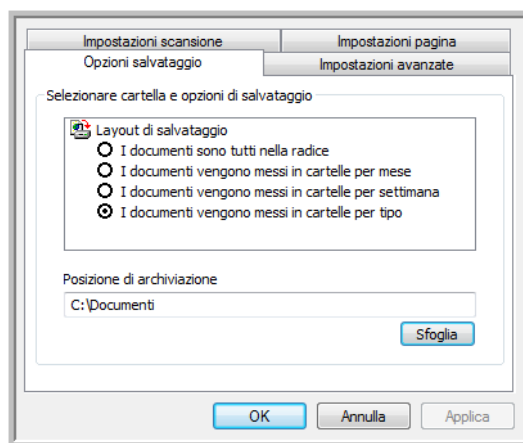 Impostazioni scansione
Impostazioni pagina
Opzioni salvataggio
Impostazioni avanzate
Selezionare cartella e opzioni di salvataggio
Layout di salvataggio
I documenti sono tutti nella radice
I documenti vengono messi in cartelle per mese
I documenti vengono messi in cartelle per settimana
I documenti vengono messi in cartelle per tipo
Posizione di archiviazione
C:\Documenti
Sfoglia
OK
Annulla
Applica